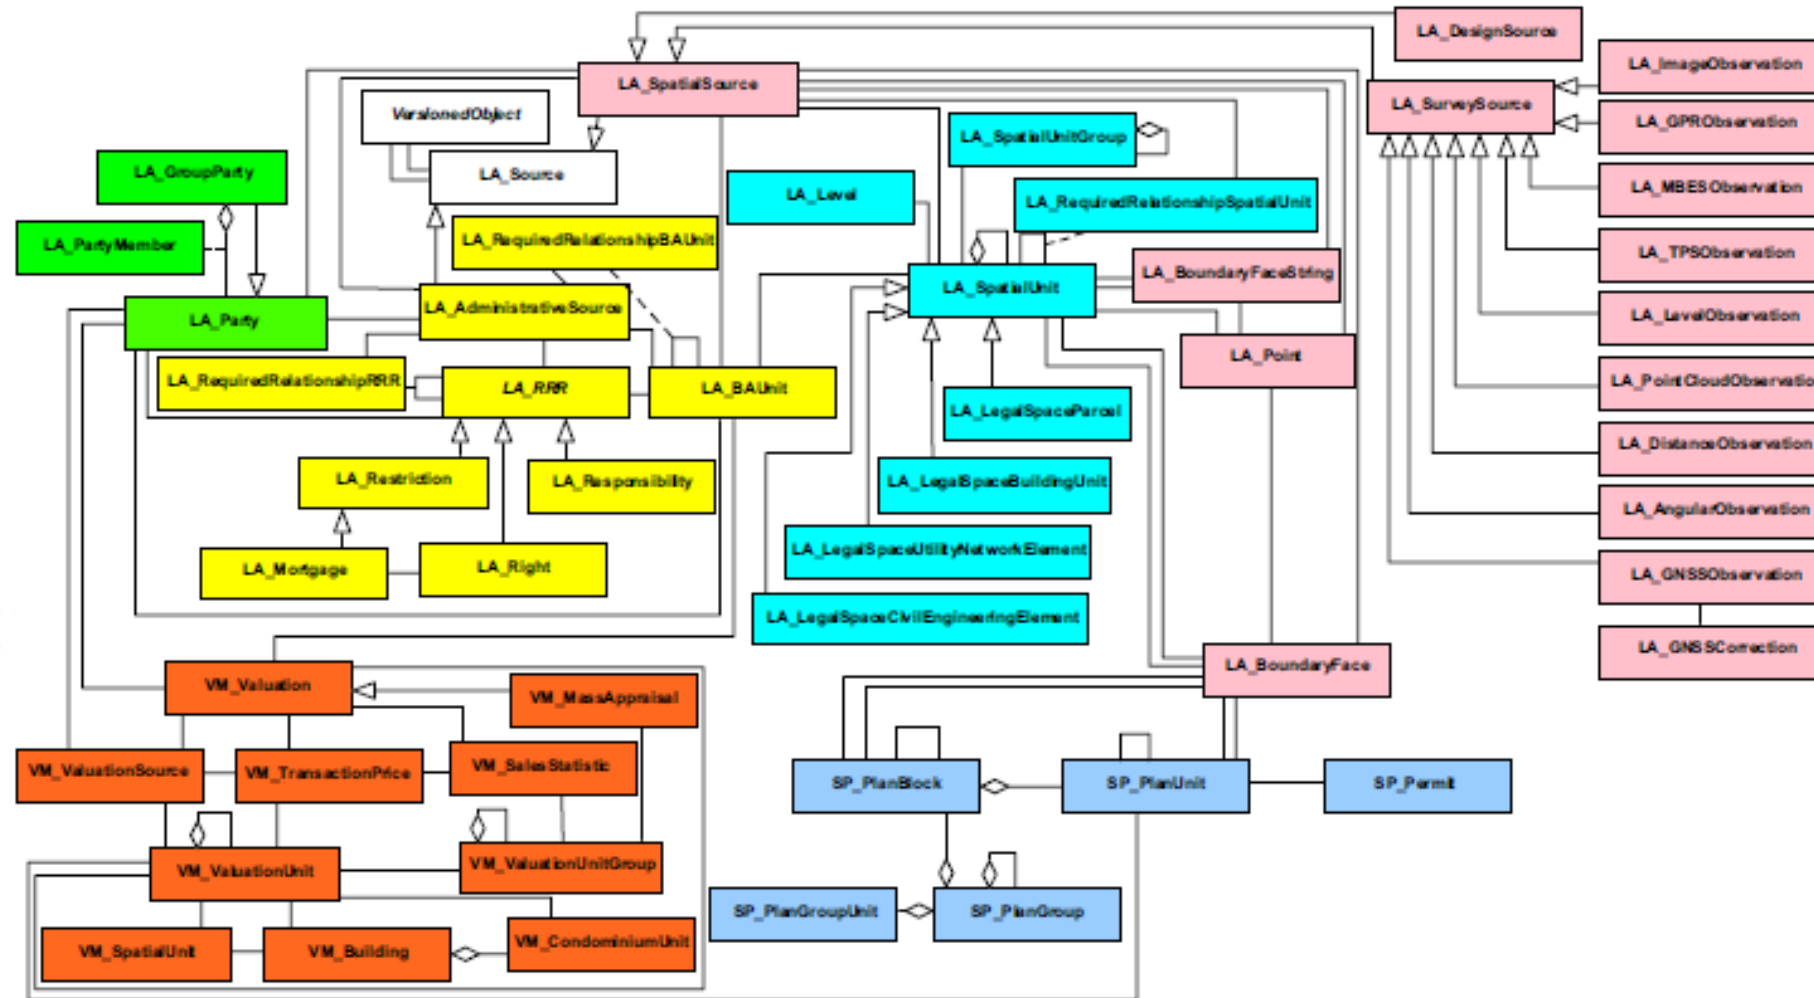 LA_DesignSource
LA_ImageObservation
LA_SpatialSource
LA_SurveySource
VersionedObject
LA_GPRObservation
LA_SpatialUnitGroup
LA_GroupParty
LA_Source
LA_Level
LA_RequiredRelationshipSpatialUnit
LA_MBESObservation
LA_PartyMember
LA_RequiredRelationshipBAUnit
LA_TPSObservation
LA_BoundaryFaceString
LA_SpatialUnit
LA_AdministrativeSource
LA_Party
LA_LevelObservation
LA_Point
LA_RequiredRelationshipRRR
LA_RRR
LA_BAUnit
LA_PointCloudObservatio
LA_LegalSpaceParcel
LA_DistanceObservation
LA_Restriction
LA_Responsibility
LA_LegalSpaceBuildingUnit
LA_AngularObservation
LA_LegalSpaceUtilityNetworkElement
LA_Mortgage
LA_Right
LA_GNSSObservation
LA_LegalSpaceCivilEngineeringElement
LA_GNSSCorrection
LA_BoundaryFace
VM_Valuation
VM_MassAppraisal
VM_ValuationSource
VM_TransactionPrice
VM_SalesStatistic
SP_PlanBlock
SP_PlanUnit
SP_Permit
VM_ValuationUnit
VM_ValuationUnitGroup
SP_PlanGroupUnit
SP_PlanGroup
VM_SpatialUnit
VM_Building
VM_CondominiumUnit